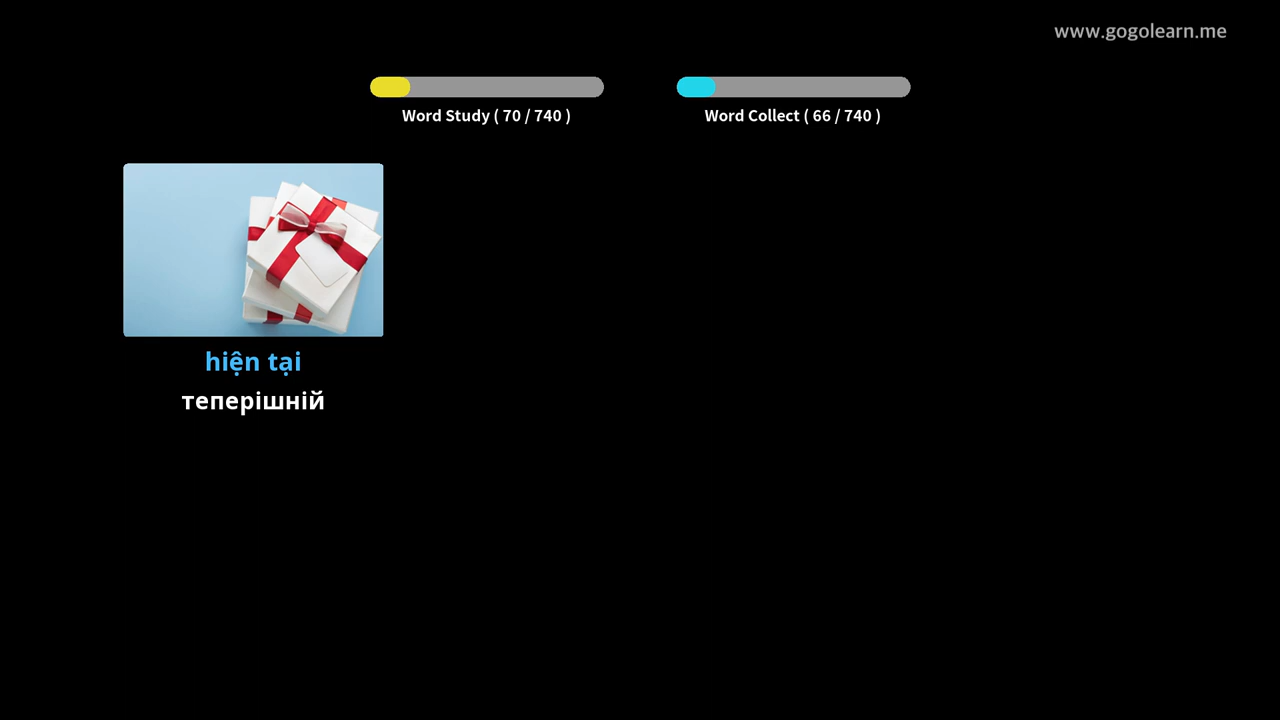 www.gogolearn.me
Word Study ( 70 / 740 )
Word Collect ( 66 / 740 )
hiện tại
теперішній